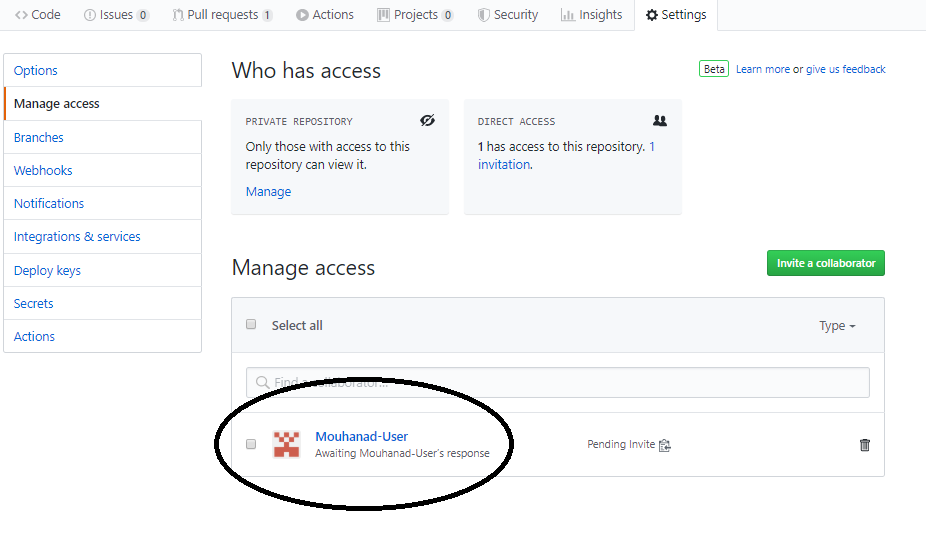 Code Issues 0 Pull requests 1 Actions Projects 0 Security Insights Settings
Options
Manage access
Branches
Webhooks
Notifications
Integrations & services
Deploy keys
Secrets
Actions
Who has access
Beta Learn more or give us feedback
PRIVATE REPOSITORY
Only those with access to this
repository can view it.
Manage
DIRECT ACCESS
1 has access to this repository. 1
invitation.
Manage access
Invite a collaborator
Select all
Type
Find a collaborator...
Mouhanad-User
Awaiting Mouhanad-User's response
Pending Invite